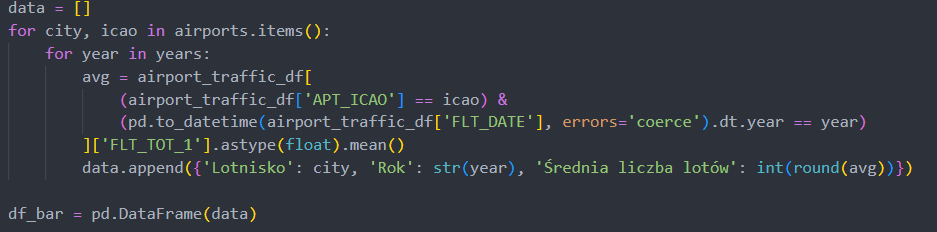 data = []
for city, icao in airports.items():
    for year in years:
        avg = airport_traffic_df[
            (airport_traffic_df['APT_ICAO'] == icao) &
            (pd.to_datetime(airport_traffic_df['FLT_DATE'], errors='coerce').dt.year == year)
        ]['FLT_TOT_1'].astype(float).mean()
        data.append({'Lotnisko': city, 'Rok': str(year), 'Średnia liczba lotów': int(round(avg))})

df_bar = pd.DataFrame(data)